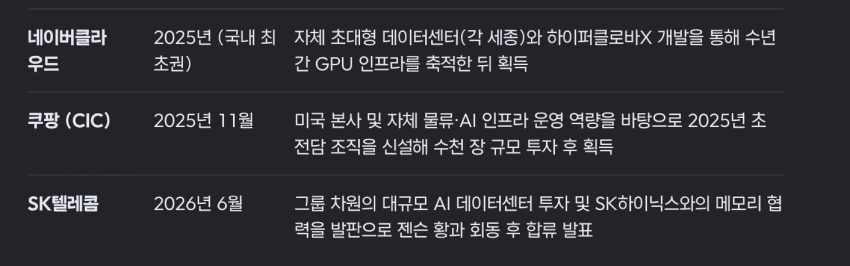 네이버클라 2025년 (국내 최 자체 초대형 데이터센터(각 세종)와 하이퍼클로바X 개발을 통해 수년
우드 초권) 간 GPU 인프라를 축적한 뒤 획득
쿠팡 (CIC) 2025년 11월 미국 본사 및 자체 물류·AI 인프라 운영 역량을 바탕으로 2025년 초
전담 조직을 신설해 수천 장 규모 투자 후 획득
SK텔레콤 2026년 6월 그룹 차원의 대규모 AI 데이터센터 투자 및 SK하이닉스와의 메모리 협
력을 발판으로 젠슨 황과 회동 후 합류 발표